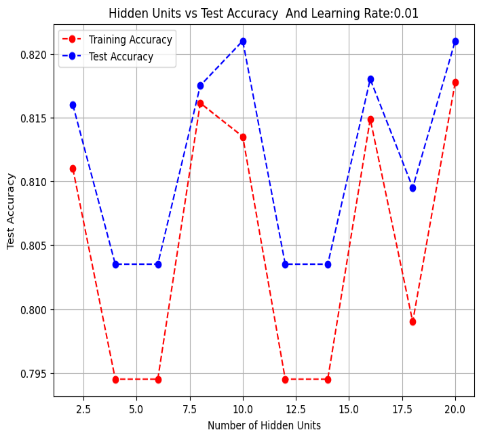 Hidden Units vs Test Accuracy  And Learning Rate:0.01
Training Accuracy
Test Accuracy
0.820
0.815
0.810
0.805
0.800
0.795
Test Accuracy
2.5 5.0 7.5 10.0 12.5 15.0 17.5 20.0
Number of Hidden Units